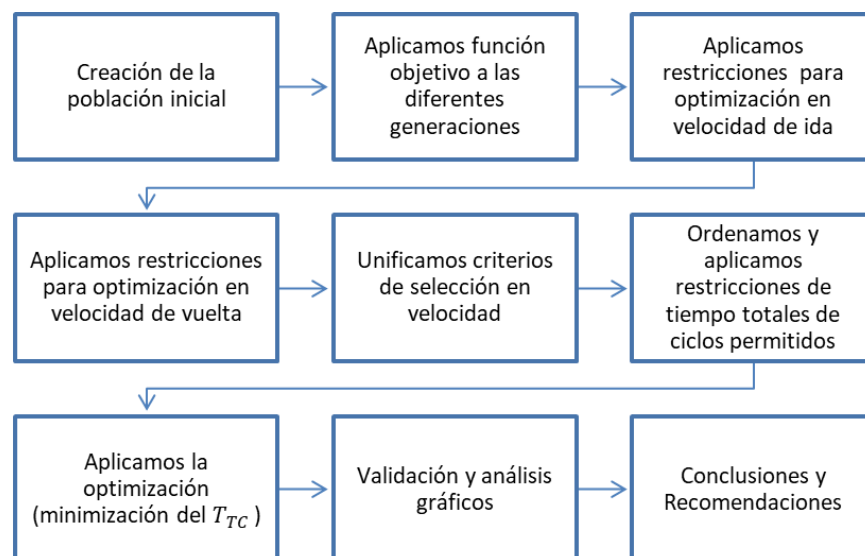 Creación de la
población inicial
Aplicamos función
objetivo a las
diferentes
generaciones
Aplicamos
restricciones para
optimización en
velocidad de ida
Aplicamos restricciones
para optimización en
velocidad de vuelta
Unificamos criterios
de selección en
velocidad
Ordenamos y
aplicamos
restricciones de
tiempo totales de
ciclos permitidos
Aplicamos la
optimización
(minimización del T_TC )
Validación y análisis
gráficos
Conclusiones y
Recomendaciones